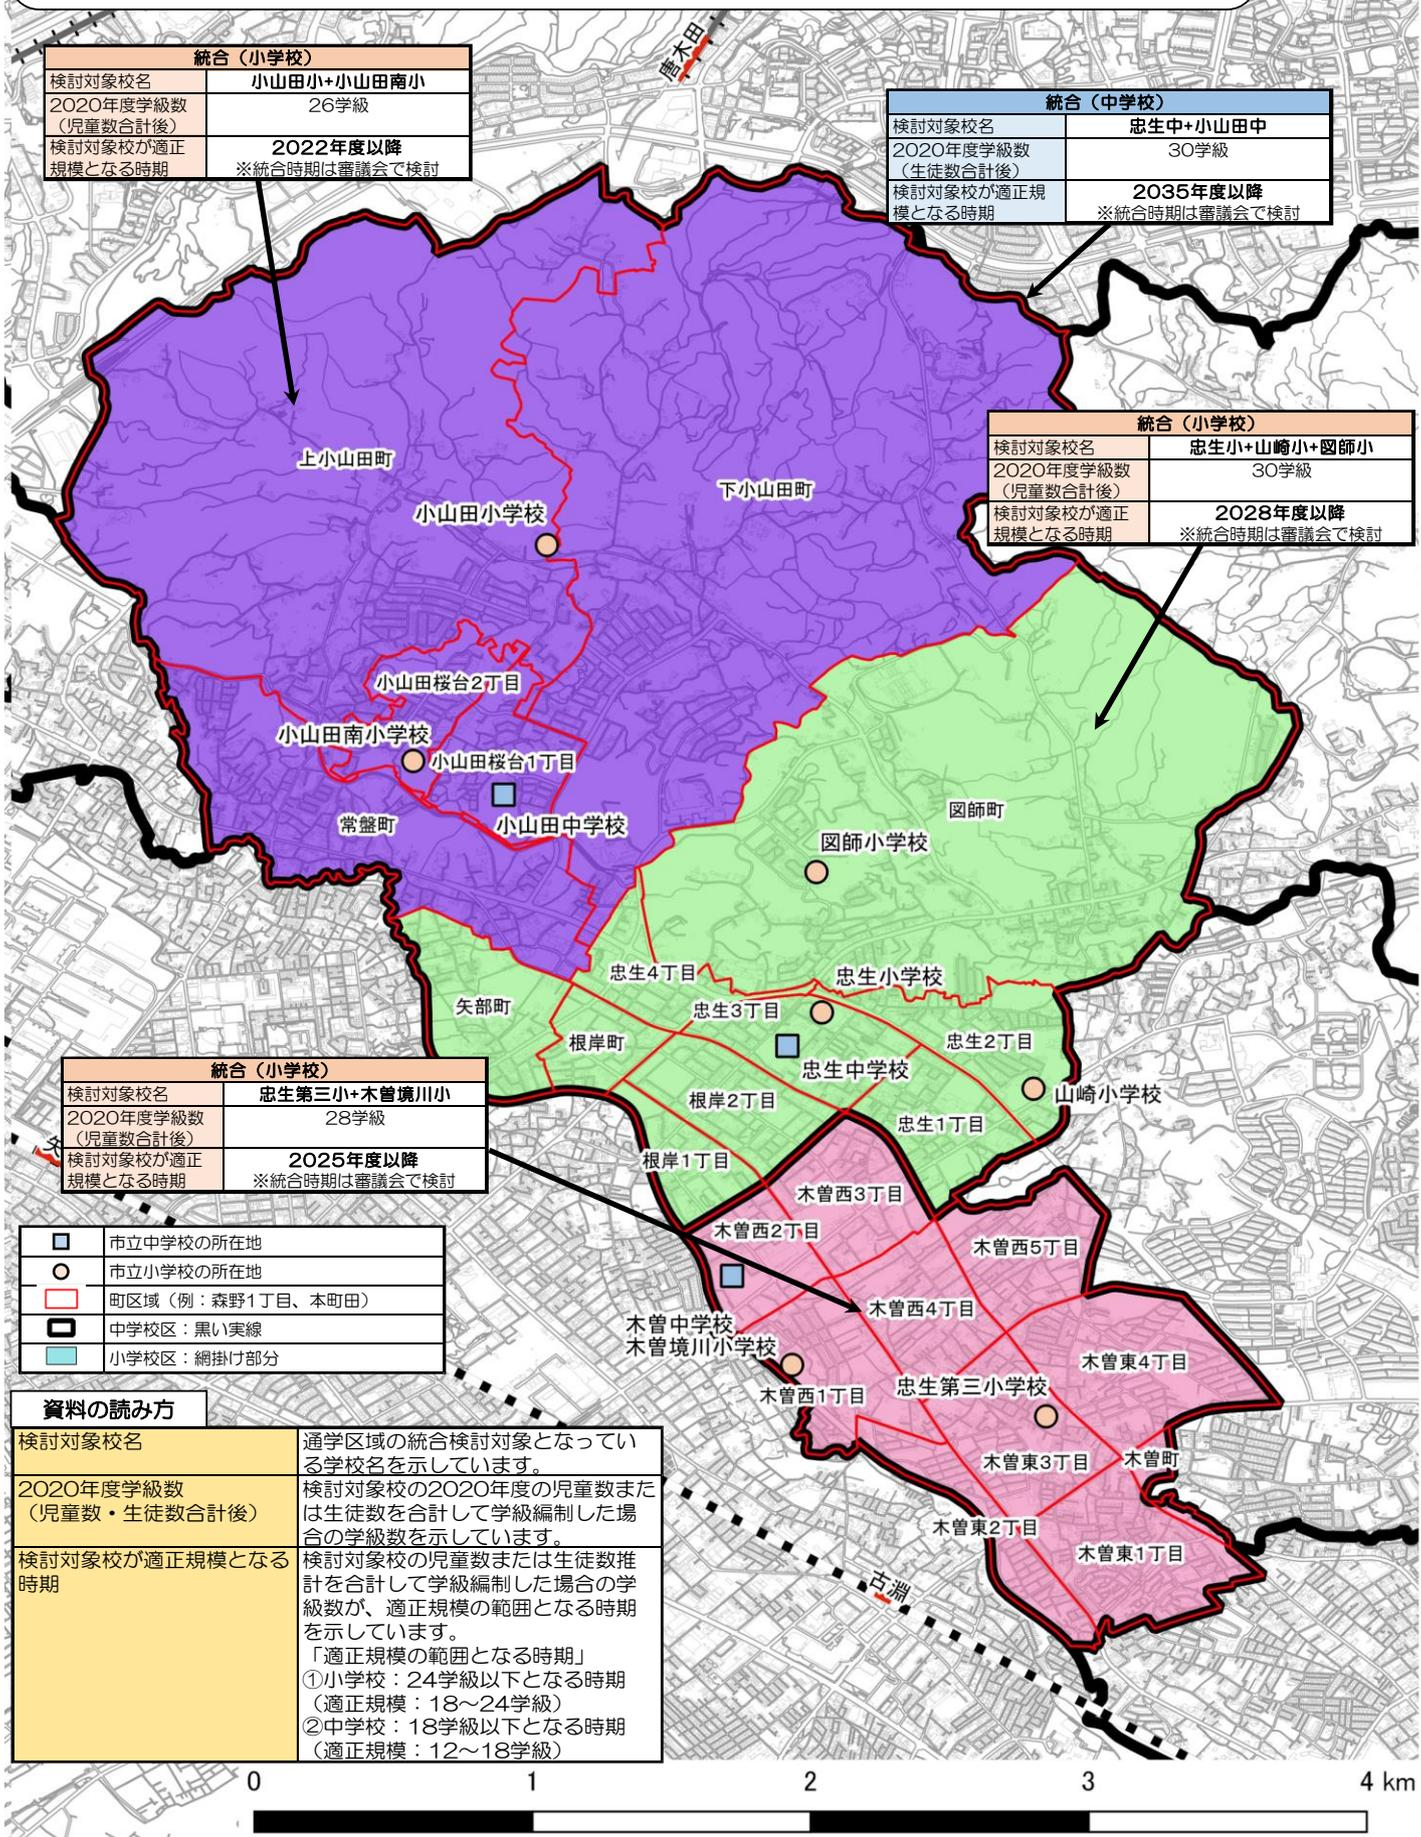 唐木田
統合（小学校）
検討対象校名 小山田小+小山田南小
2020年度学級数
（児童数合計後） 26学級
検討対象校が適正
規模となる時期 2022年度以降
※統合時期は審議会で検討
統合（中学校）
検討対象校名 忠生中+小山田中
2020年度学級数
（生徒数合計後） 30学級
検討対象校が適正規
模となる時期 2035年度以降
※統合時期は審議会で検討
統合（小学校）
検討対象校名 忠生小+山崎小+図師小
2020年度学級数
（児童数合計後） 30学級
検討対象校が適正
規模となる時期 2028年度以降
※統合時期は審議会で検討
上小山田町
下小山田町
小山田小学校
小山田桜台2丁目
小山田南小学校
小山田桜台1丁目
常盤町
小山田中学校
図師町
図師小学校
忠生4丁目
忠生小学校
矢部町
忠生3丁目
根岸町
忠生2丁目
忠生中学校
山崎小学校
根岸2丁目
忠生1丁目
根岸1丁目
統合（小学校）
検討対象校名 忠生第三小+木曽境川小
2020年度学級数
（児童数合計後） 28学級
検討対象校が適正
規模となる時期 2025年度以降
※統合時期は審議会で検討
矢
木曽西3丁目
木曽西2丁目
木曽西5丁目
木曽西4丁目
木曽中学校
木曽境川小学校
木曽東4丁目
木曽西1丁目
忠生第三小学校
木曽東3丁目
木曽町
木曽東2丁目
木曽東1丁目
古淵
市立中学校の所在地
市立小学校の所在地
町区域（例：森野1丁目、本町田）
中学校区：黒い実線
小学校区：網掛け部分
資料の読み方
検討対象校名
通学区域の統合検討対象となってい
る学校名を示しています。
2020年度学級数
（児童数・生徒数合計後）
検討対象校の2020年度の児童数また
は生徒数を合計して学級編制した場
合の学級数を示しています。
検討対象校が適正規模となる
時期
検討対象校の児童数または生徒数推
計を合計して学級編制した場合の学
級数が、適正規模の範囲となる時期
を示しています。
「適正規模の範囲となる時期」
①小学校：24学級以下となる時期
（適正規模：18～24学級）
②中学校：18学級以下となる時期
（適正規模：12～18学級）
0 1 2 3 4 km